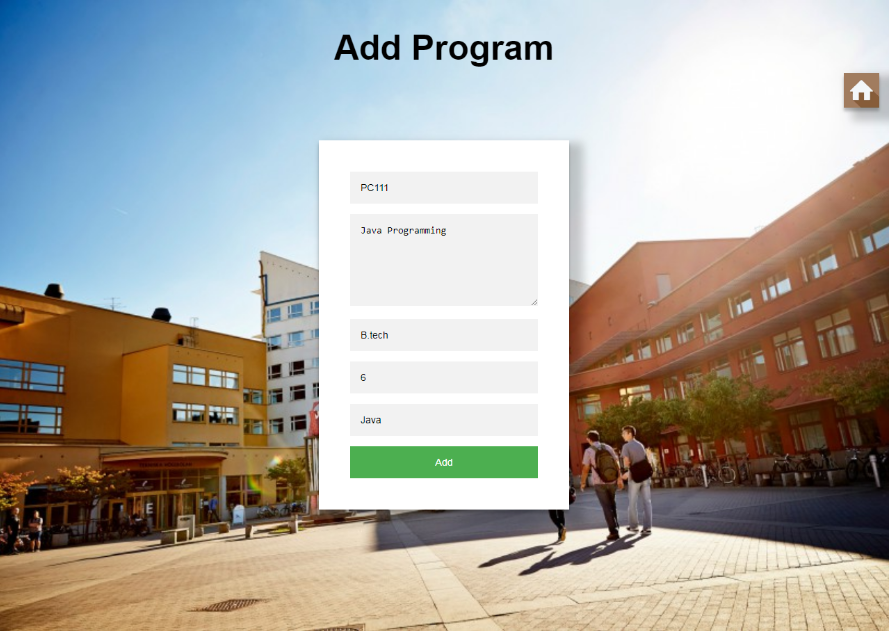 Add Program
PC111
Java Programming
B.tech
6
Java
Add